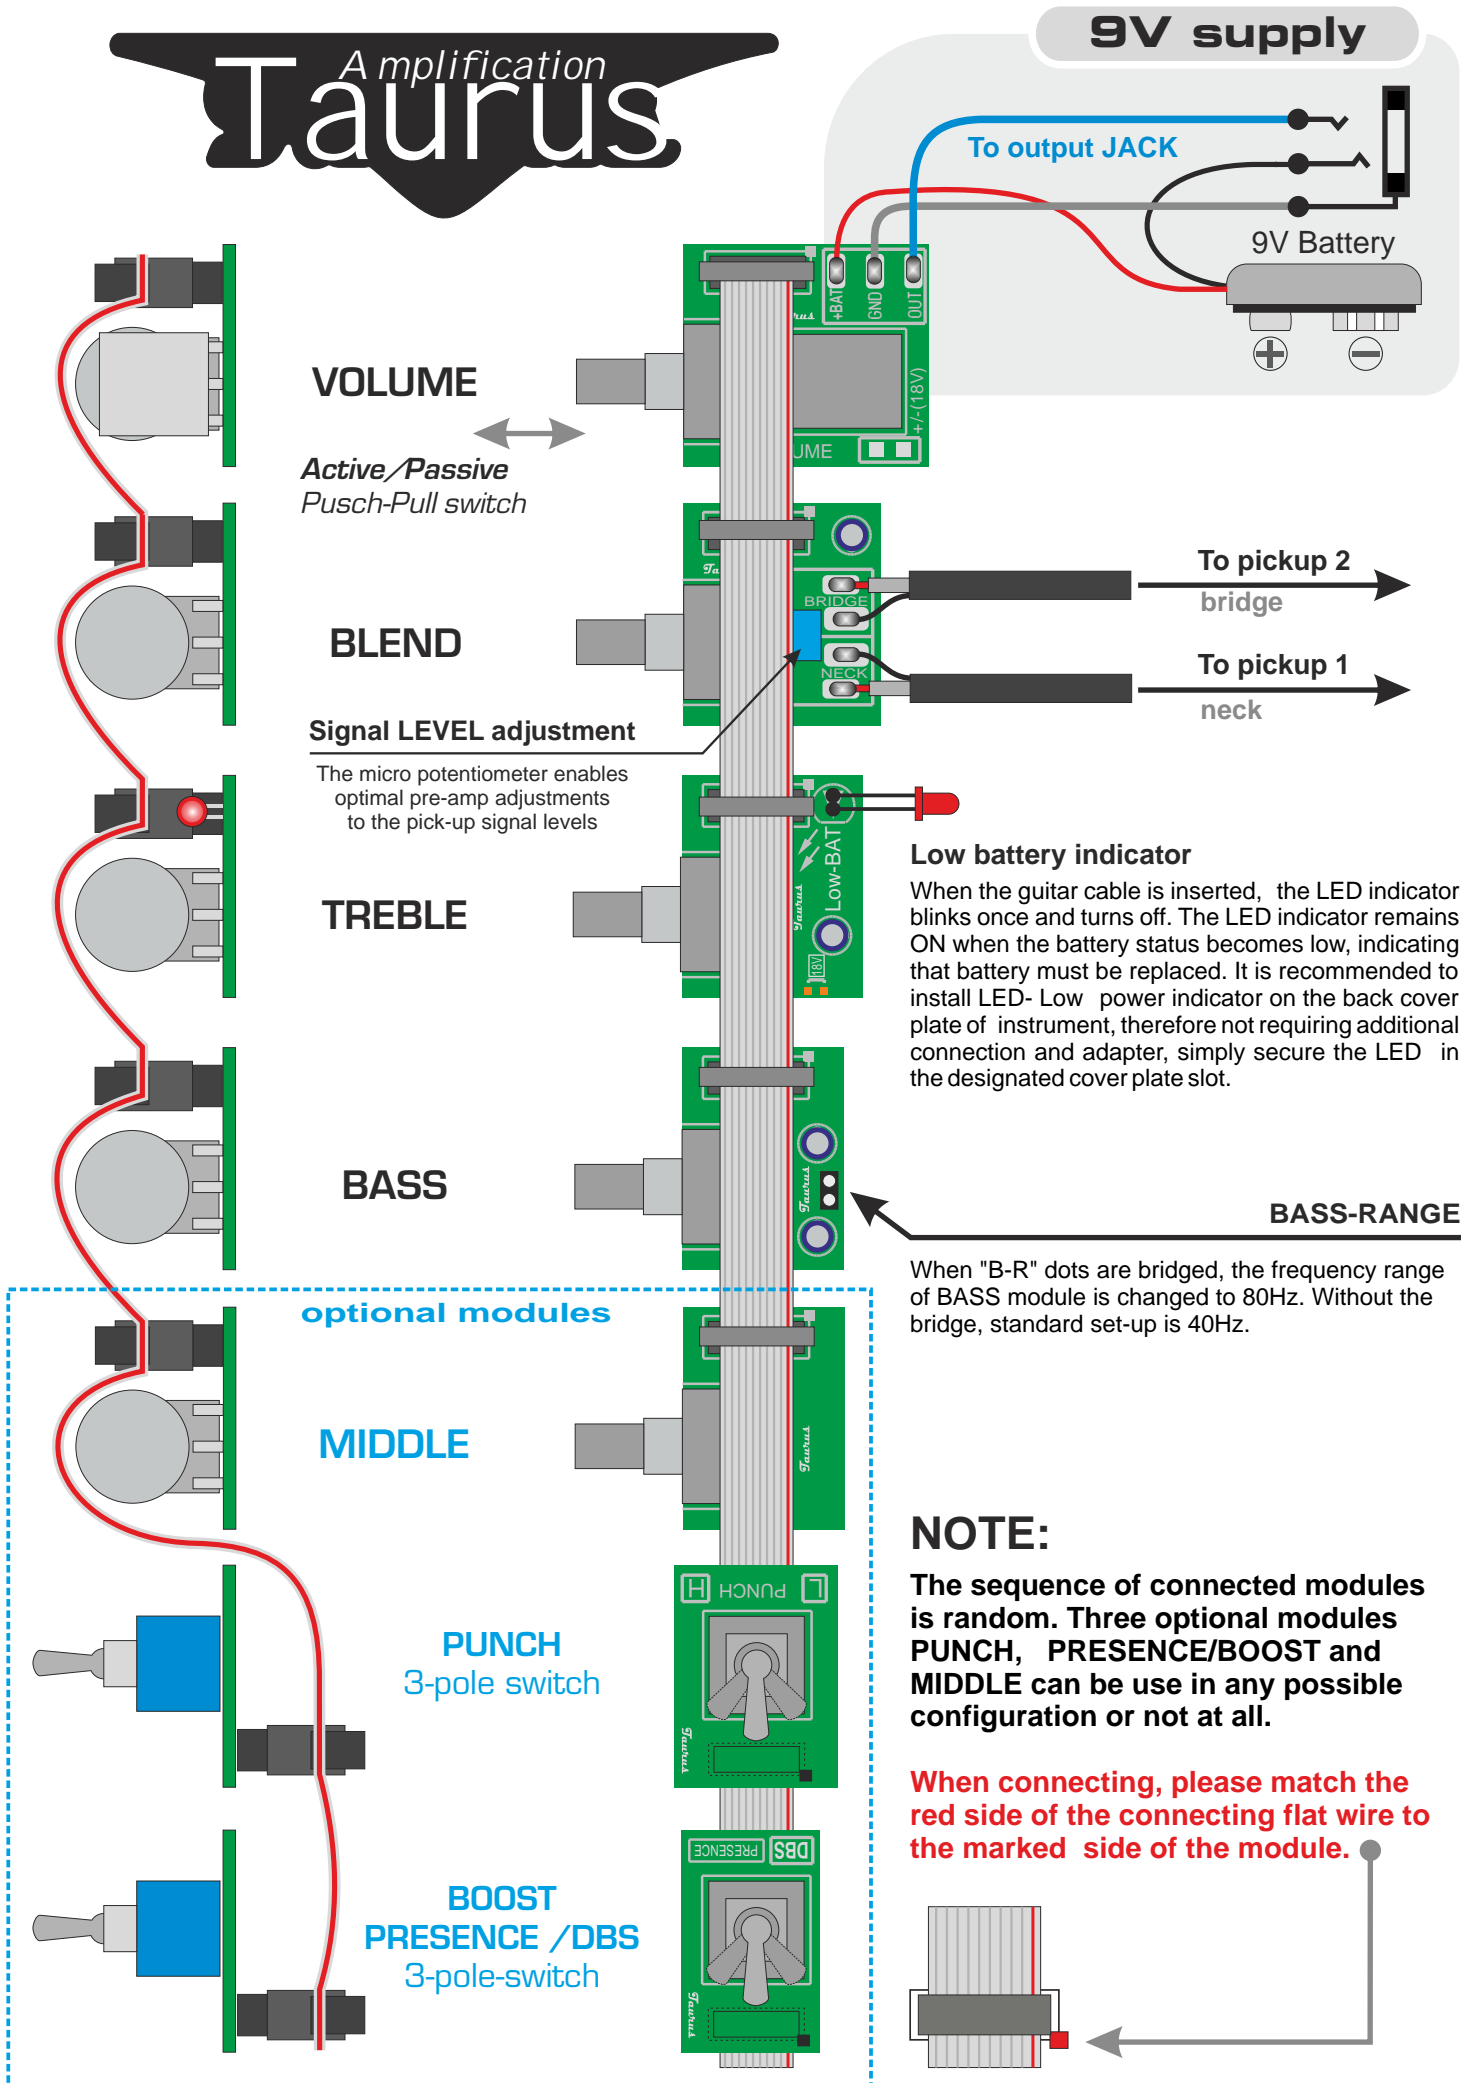 Amplification
Taurus
9V supply
To output JACK
9V Battery
+BAT
GND
OUT
VOLUME
+/-(18V)
UME
Active/Passive
Pusch-Pull switch
To pickup 2
bridge
BRIDGE
BLEND
To pickup 1
neck
NECK
Signal LEVEL adjustment
The micro potentiometer enables
optimal pre-amp adjustments
to the pick-up signal levels
Low-BAT
Taurus
18V
TREBLE
Low battery indicator
When the guitar cable is inserted, the LED indicator
blinks once and turns off. The LED indicator remains
ON when the battery status becomes low, indicating
that battery must be replaced. It is recommended to
install LED- Low power indicator on the back cover
plate of instrument, therefore not requiring additional
connection and adapter, simply secure the LED in
the designated cover plate slot.
BASS
Taurus
BASS-RANGE
When "B-R" dots are bridged, the frequency range
of BASS module is changed to 80Hz. Without the
bridge, standard set-up is 40Hz.
optional modules
MIDDLE
Taurus
NOTE:
The sequence of connected modules
is random. Three optional modules
PUNCH, PRESENCE/BOOST and
MIDDLE can be use in any possible
configuration or not at all.
H PUNCH L
PUNCH
3-pole switch
Taurus
When connecting, please match the
red side of the connecting flat wire to
the marked side of the module.
PRESENCE DBS
BOOST
PRESENCE /DBS
3-pole-switch
Taurus